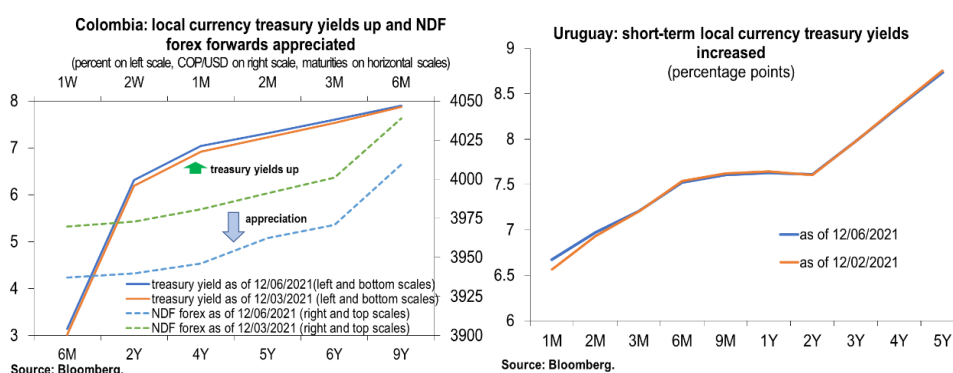 Colombia: local currency treasury yields up and NDF
forex forwards appreciated
(percent on left scale, COP/USD on right scale, maturities on horizontal scales)
1W 2W 1M 2M 3M 6M
8 4050
7 4025
6 4000
5 3975
4 3950
3 3925
3900
treasury yields up
appreciation
treasury yield as of 12/06/2021(left and bottom scales)
treasury yield as of 12/03/2021 (left and bottom scales)
NDF forex as of 12/06/2021 (right and top scales)
NDF forex as of 12/03/2021 (right and top scales)
6M 2Y 4Y 5Y 6Y 9Y
Source: Bloomberg.
Uruguay: short-term local currency treasury yields
increased
(percentage points)
9
8.5
8
7.5
7
6.5
6
as of 12/06/2021
as of 12/02/2021
1M 2M 3M 6M 9M 1Y 2Y 3Y 4Y 5Y
Source: Bloomberg.